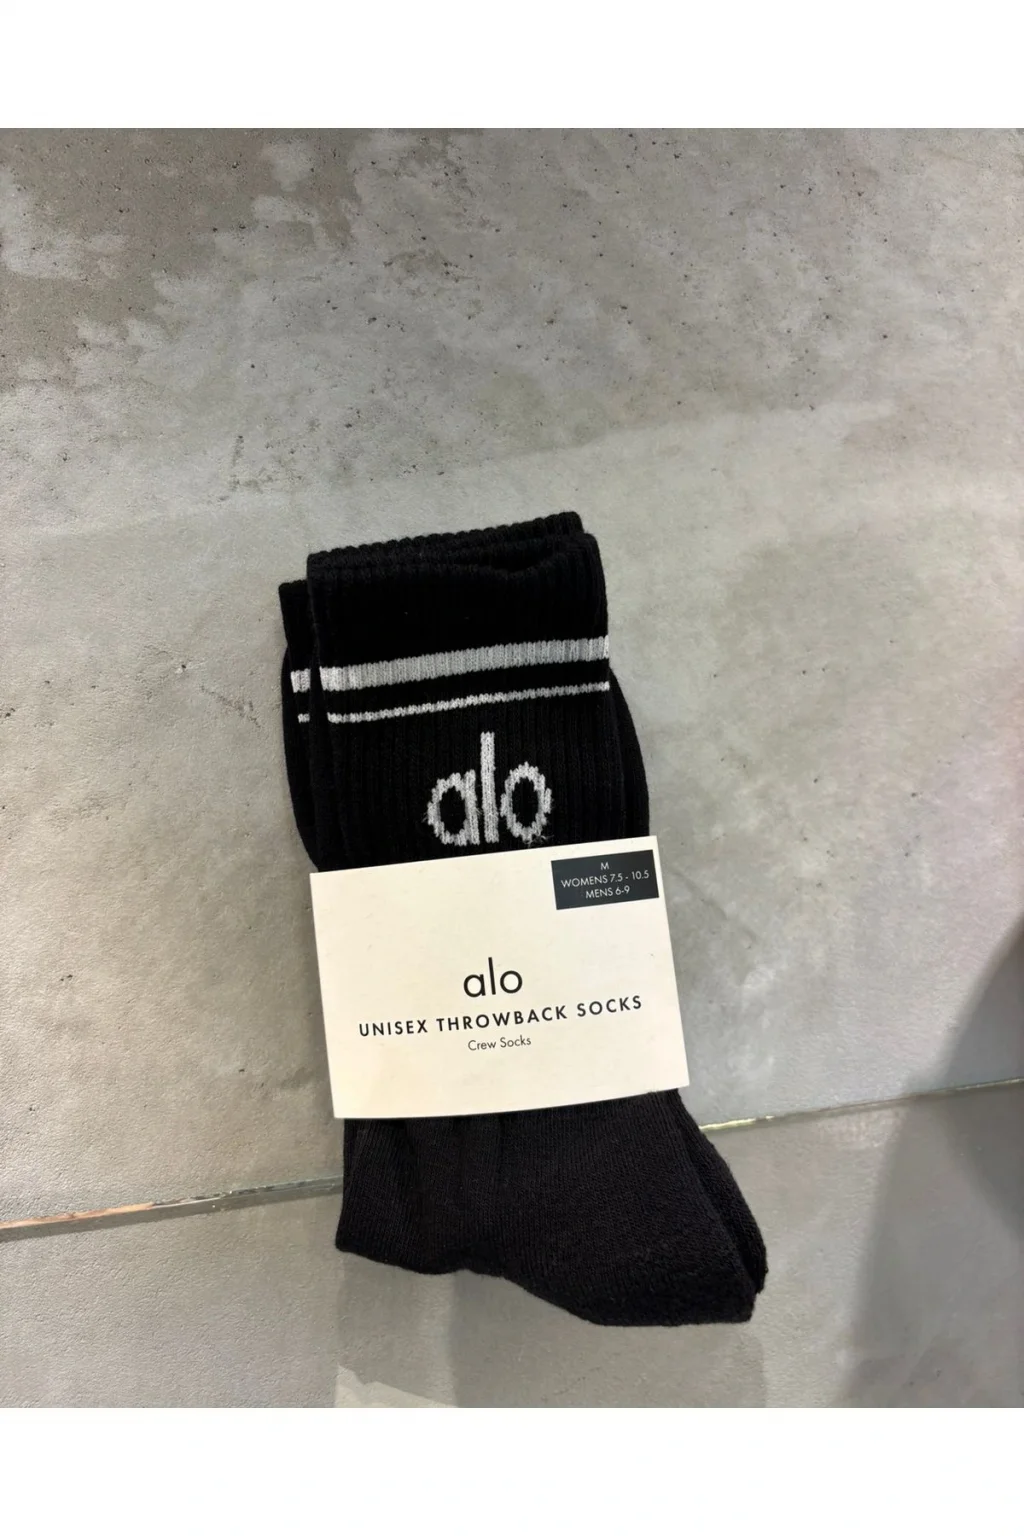 alo
M
WOMENS 7.5 - 10.5
MENS 6-9
alo
UNISEX THROWBACK SOCKS
Crew Socks